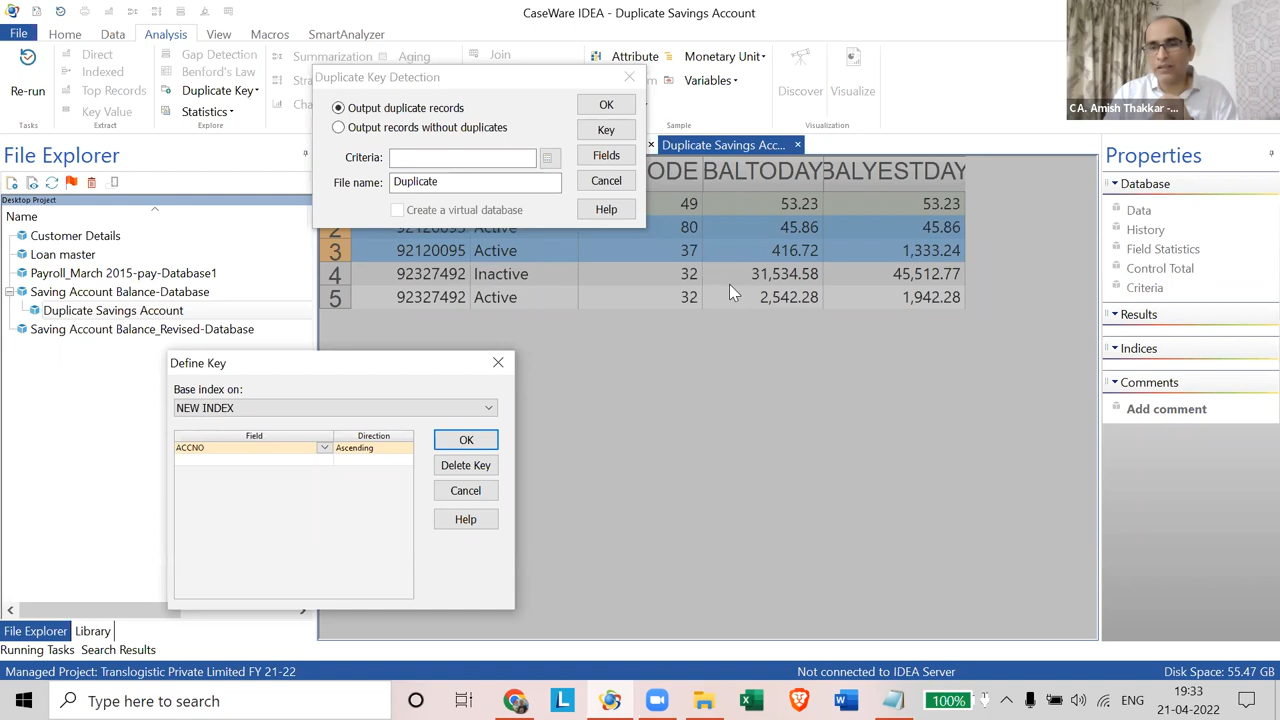 CaseWare IDEA - Duplicate Savings Account
File Home Data Analysis View Macros SmartAnalyzer
Direct Gap Detection Summarization Aging Join Attribute Monetary Unit
Indexed Benford's Law Variables Discover Visualize
Re-run Top Records Duplicate Key
Key Value Statistics
Tasks Extract Explore Sample Visualization
CA. Amish Thakkar -...
Duplicate Key Detection
Output duplicate records OK
Output records without duplicates Key
Criteria: Fields
File name: Duplicate Cancel
Create a virtual database Help
File Explorer
Desktop Project
Name
Customer Details
Loan master
Payroll_March 2015-pay-Database1
Saving Account Balance-Database
Duplicate Savings Account
Saving Account Balance_Revised-Database
Duplicate Savings Acc...
ODE BALTODAY BALYESTDAY
49 53.23 53.23
2 92120095 Active 80 45.86 45.86
3 92120095 Active 37 416.72 1,333.24
4 92327492 Inactive 32 31,534.58 45,512.77
5 92327492 Active 32 2,542.28 1,942.28
Define Key
Base index on:
NEW INDEX
Field Direction
ACCNO Ascending
OK
Delete Key
Cancel
Help
Properties
Database
Data
History
Field Statistics
Control Total
Criteria
Results
Indices
Comments
Add comment
File Explorer Library
Running Tasks Search Results
Managed Project: Translogistic Private Limited FY 21-22 Not connected to IDEA Server Disk Space: 55.47 GB
Type here to search
100% ENG
19:33
21-04-2022